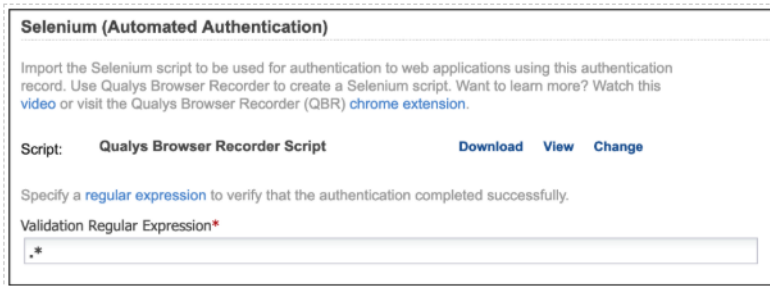 Selenium (Automated Authentication)
Import the Selenium script to be used for authentication to web applications using this authentication
record. Use Qualys Browser Recorder to create a Selenium script. Want to learn more? Watch this
video or visit the Qualys Browser Recorder (QBR) chrome extension.
Script: Qualys Browser Recorder Script Download View Change
Specify a regular expression to verify that the authentication completed successfully.
Validation Regular Expression*
.*